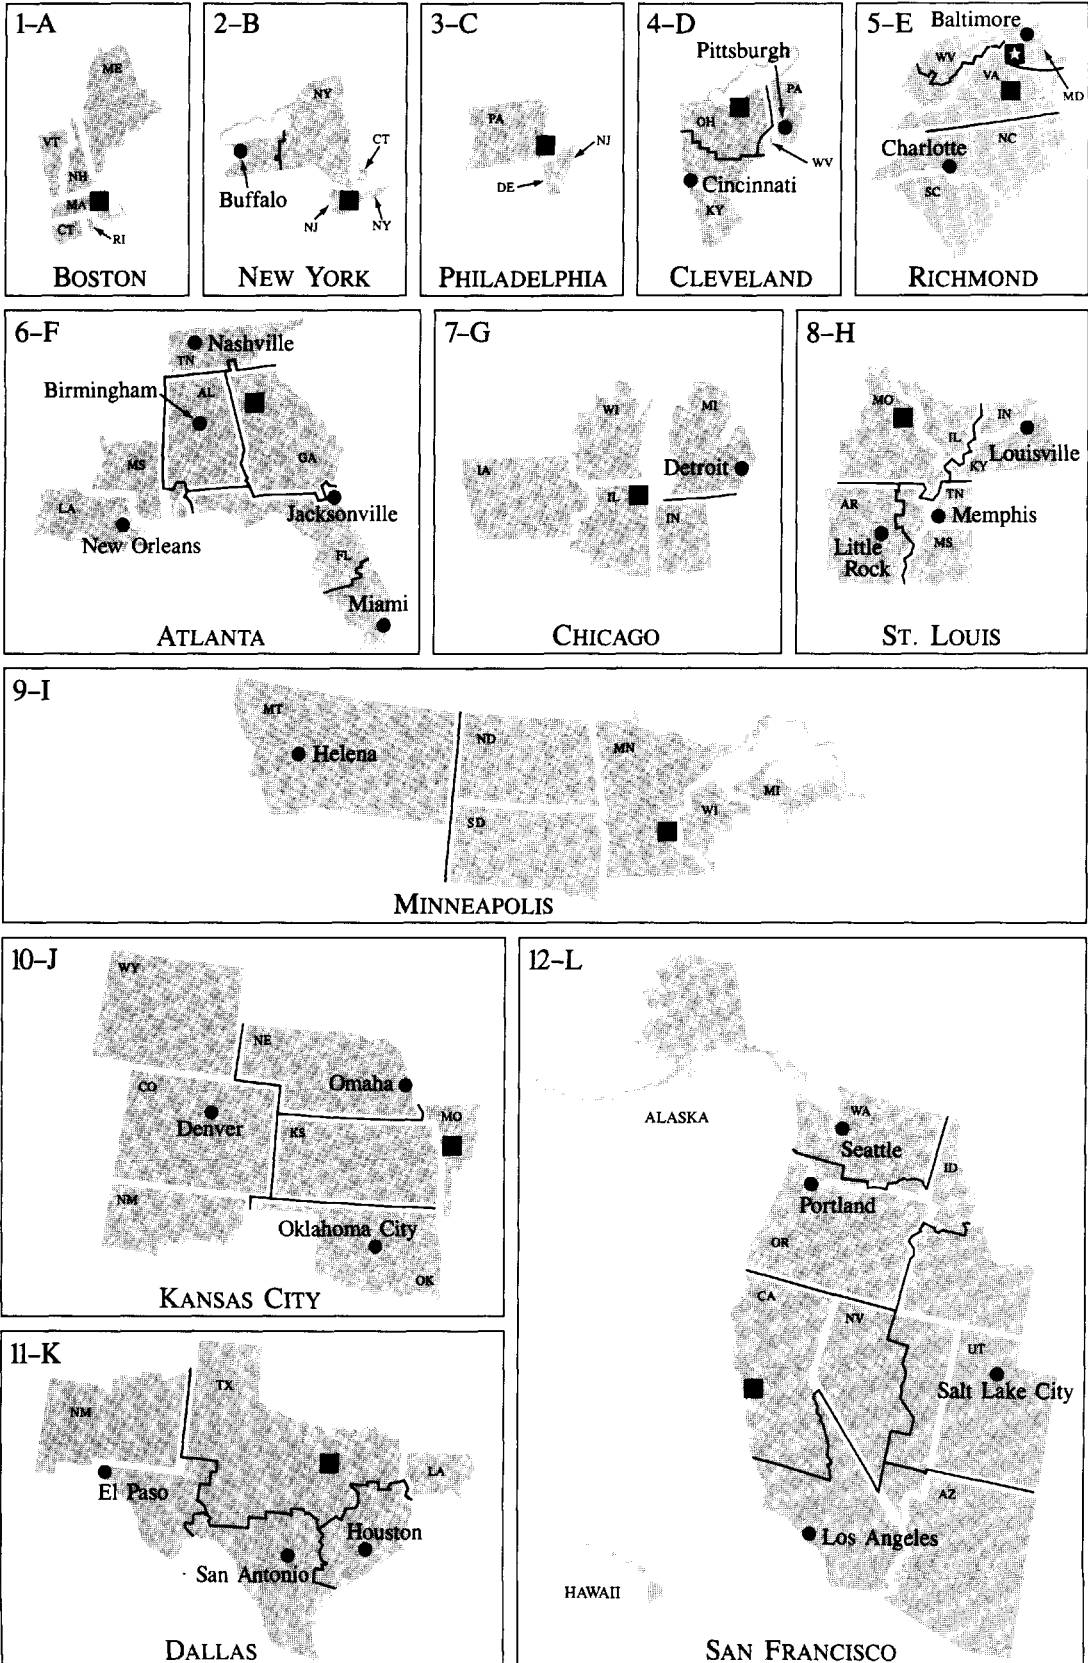 1–A
ME
VT
NH
MA
CT
RI
BOSTON
2–B
NY
CT
Buffalo
NJ
NY
NEW YORK
3–C
PA
NJ
DE
PHILADELPHIA
4–D
Pittsburgh
PA
OH
WV
Cincinnati
KY
CLEVELAND
5–E
Baltimore
WV
VA
MD
NC
Charlotte
SC
RICHMOND
6–F
Nashville
TN
Birmingham
AL
MS
GA
LA
Jacksonville
New Orleans
FL
Miami
ATLANTA
7–G
WI
MI
IA
Detroit
IL
IN
CHICAGO
8–H
MO
IN
IL
Louisville
KY
TN
AR
Memphis
Little
Rock
MS
ST. LOUIS
9–I
MT
ND
MN
Helena
MI
WI
SD
MINNEAPOLIS
10–J
WY
NE
CO
Omaha
MO
Denver
KS
NM
Oklahoma City
OK
KANSAS CITY
11–K
TX
NM
LA
El Paso
Houston
San Antonio
DALLAS
12–L
ALASKA
WA
Seattle
ID
Portland
OR
CA
NV
UT
Salt Lake City
AZ
Los Angeles
HAWAII
SAN FRANCISCO